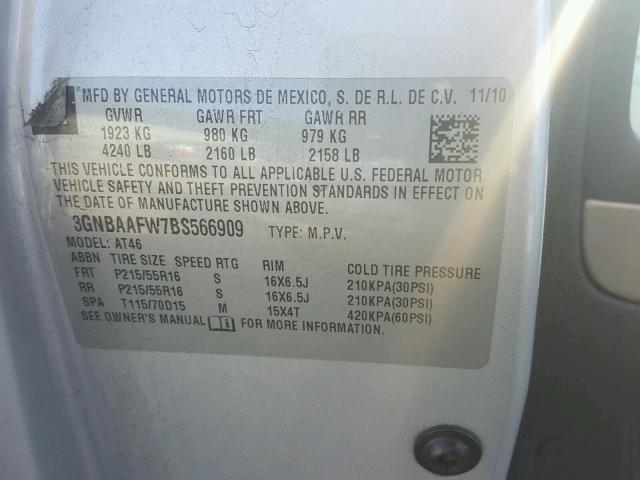 MFD BY GENERAL MOTORS DE MEXICO, S. DE R.L. DE C.V. 11/10
GVWR GAWR FRT GAWR RR
1923 KG 980 KG 979 KG
4240 LB 2160 LB 2158 LB
THIS VEHICLE CONFORMS TO ALL APPLICABLE U.S. FEDERAL MOTOR
VEHICLE SAFETY AND THEFT PREVENTION STANDARDS IN EFFECT ON
THE DATE OF MANUFACTURE SHOWN ABOVE.
3GNBAAFW7BS566909 TYPE: M.P.V.
MODEL: AT46
ABBN TIRE SIZE SPEED RTG RIM COLD TIRE PRESSURE
FRT P215/55R16 S 16X6.5J 210KPA(30PSI)
RR P215/55R16 S 16X6.5J 210KPA(30PSI)
SPA T115/70D15 M 15X4T 420KPA(60PSI)
SEE OWNER'S MANUAL FOR MORE INFORMATION.